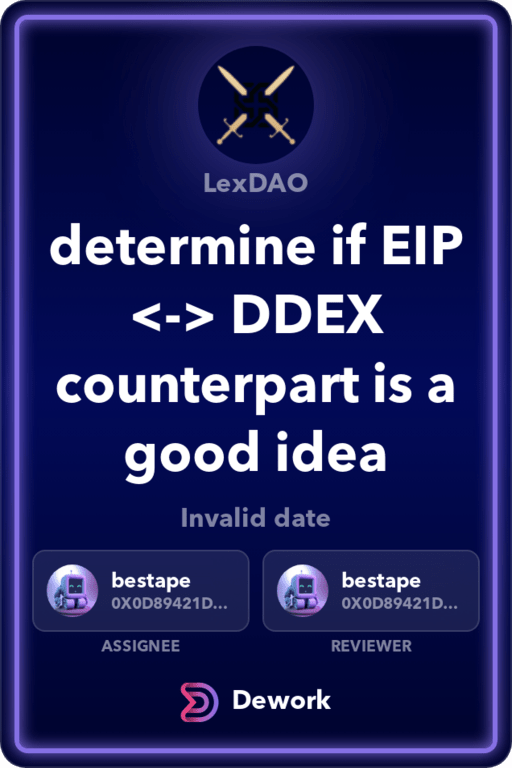 LexDAO
determine if EIP
<-> DDEX
counterpart is a
good idea
Invalid date
bestape
0X0D89421D...
ASSIGNEE
bestape
0X0D89421D...
REVIEWER
Dework